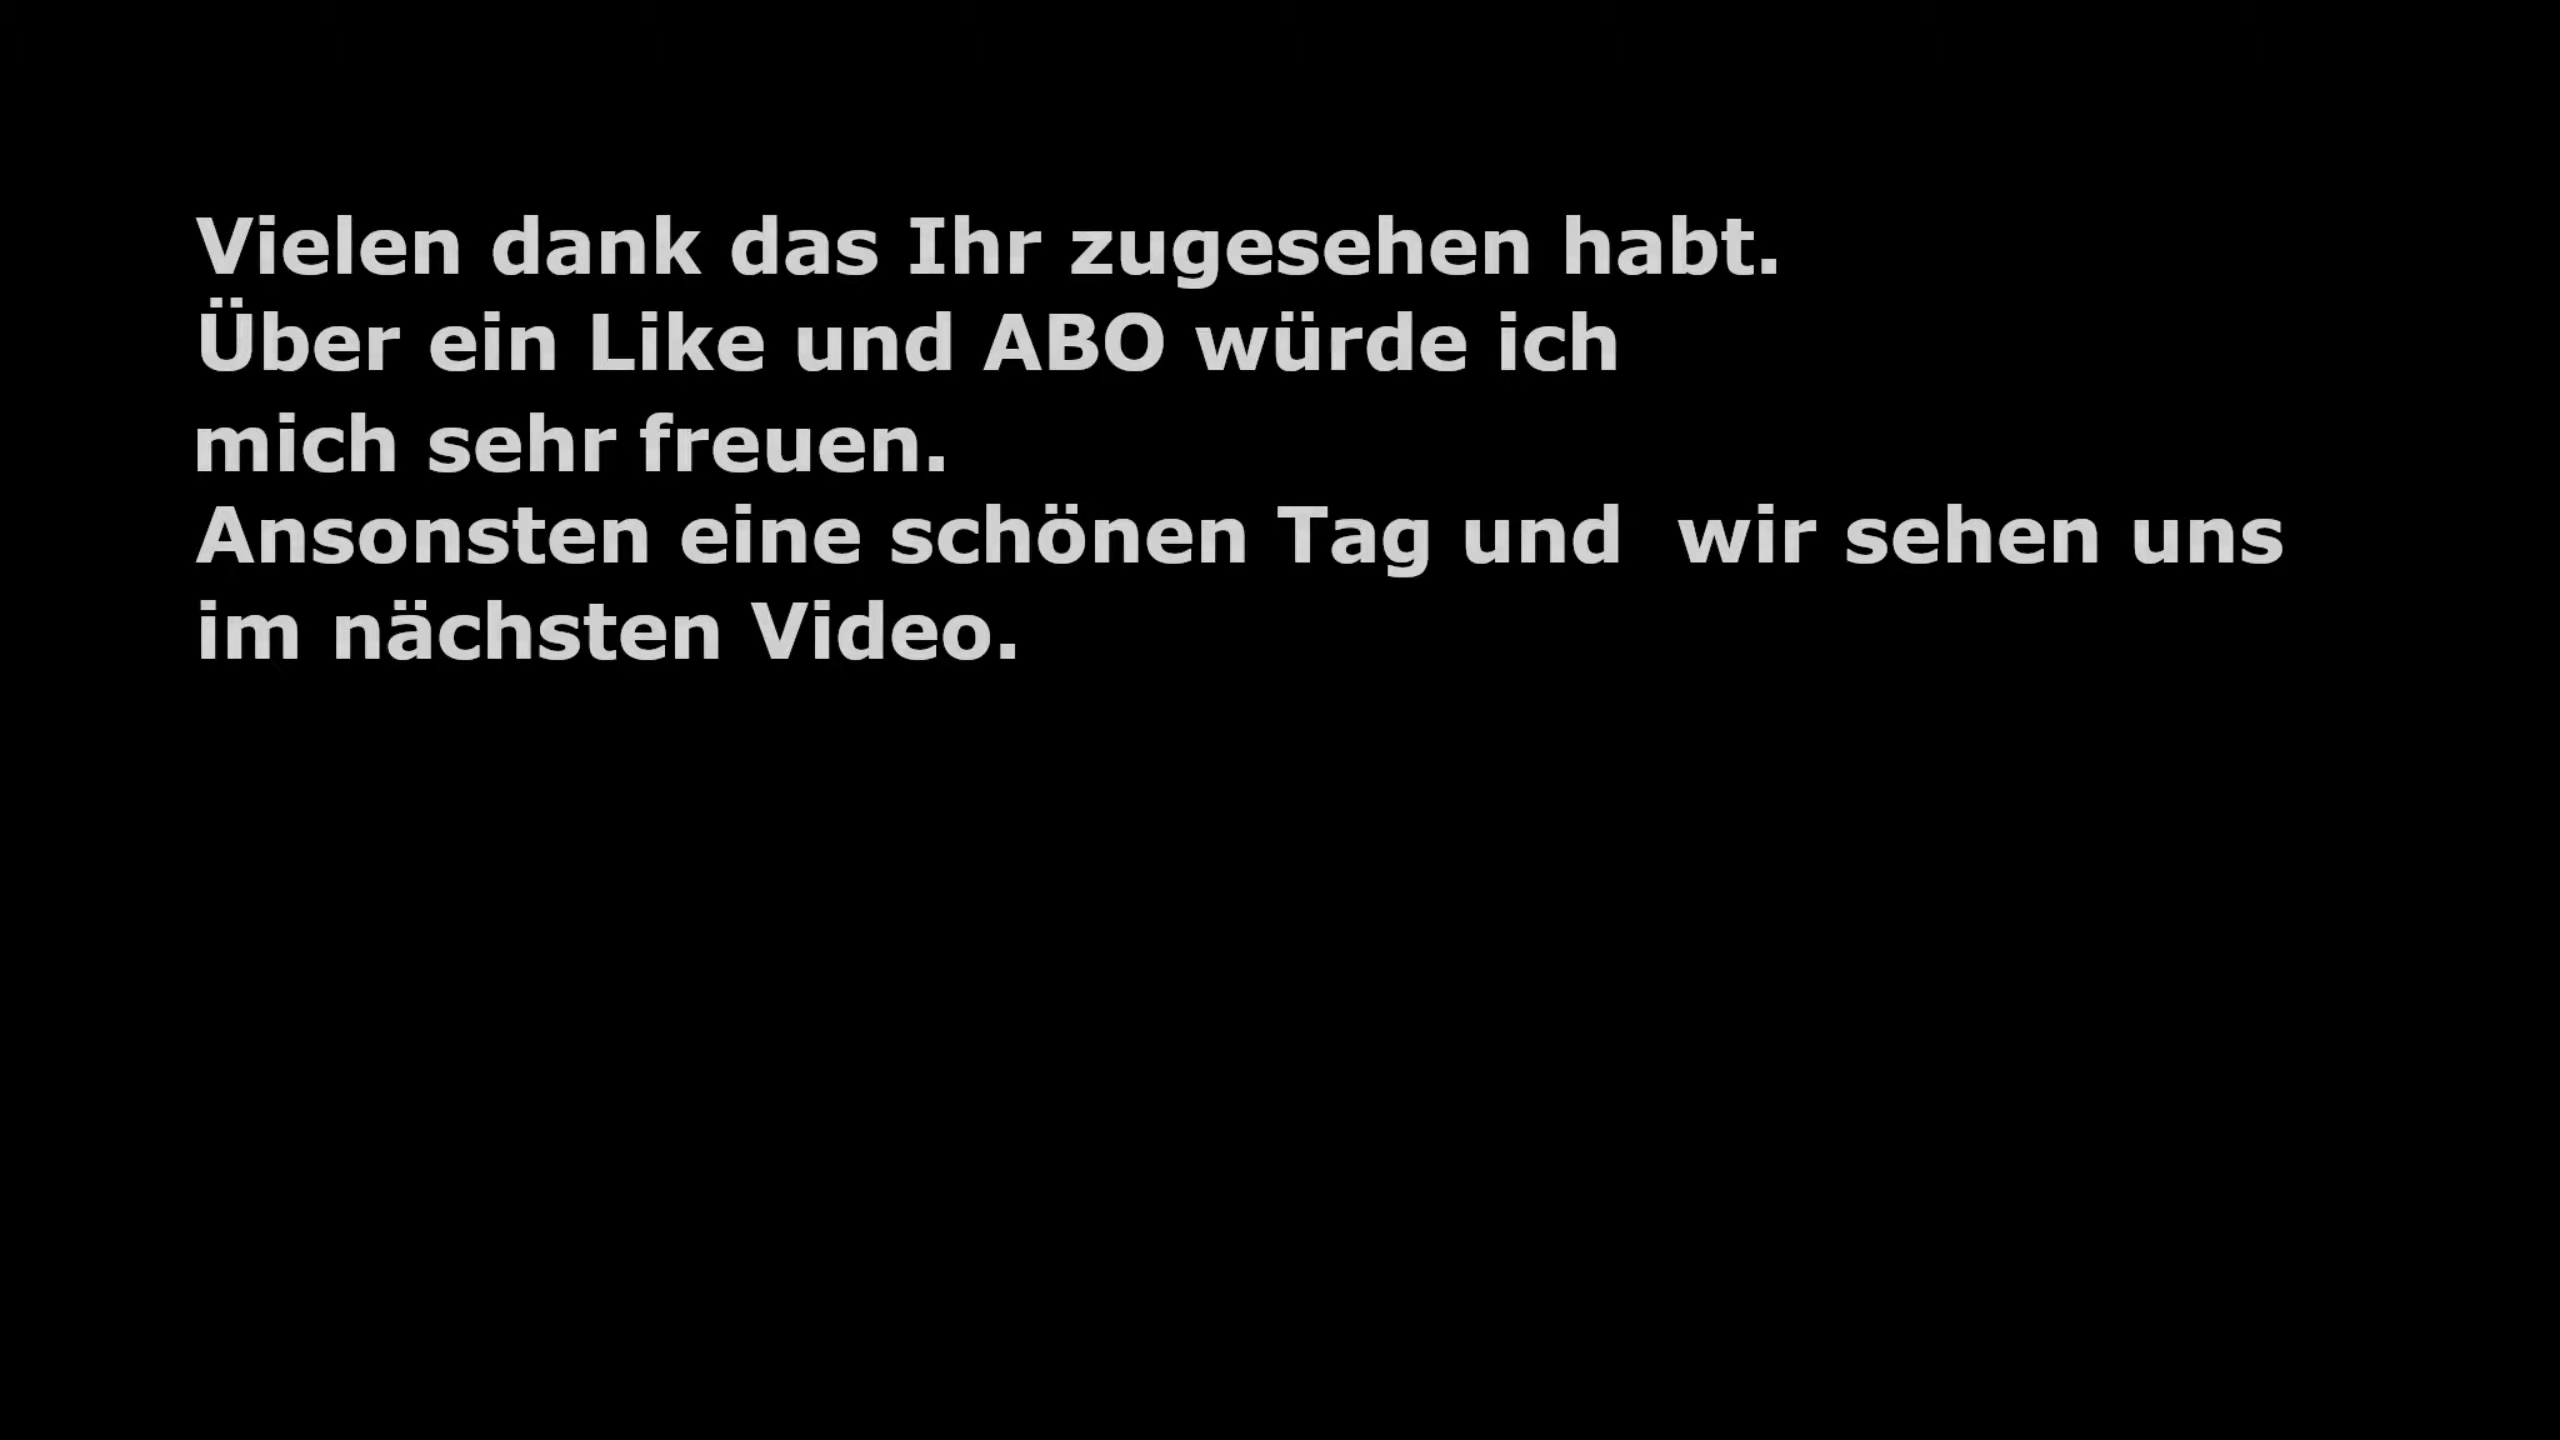 Vielen dank das Ihr zugesehen habt.
Über ein Like und ABO würde ich
mich sehr freuen.
Ansonsten eine schönen Tag und  wir sehen uns
im nächsten Video.